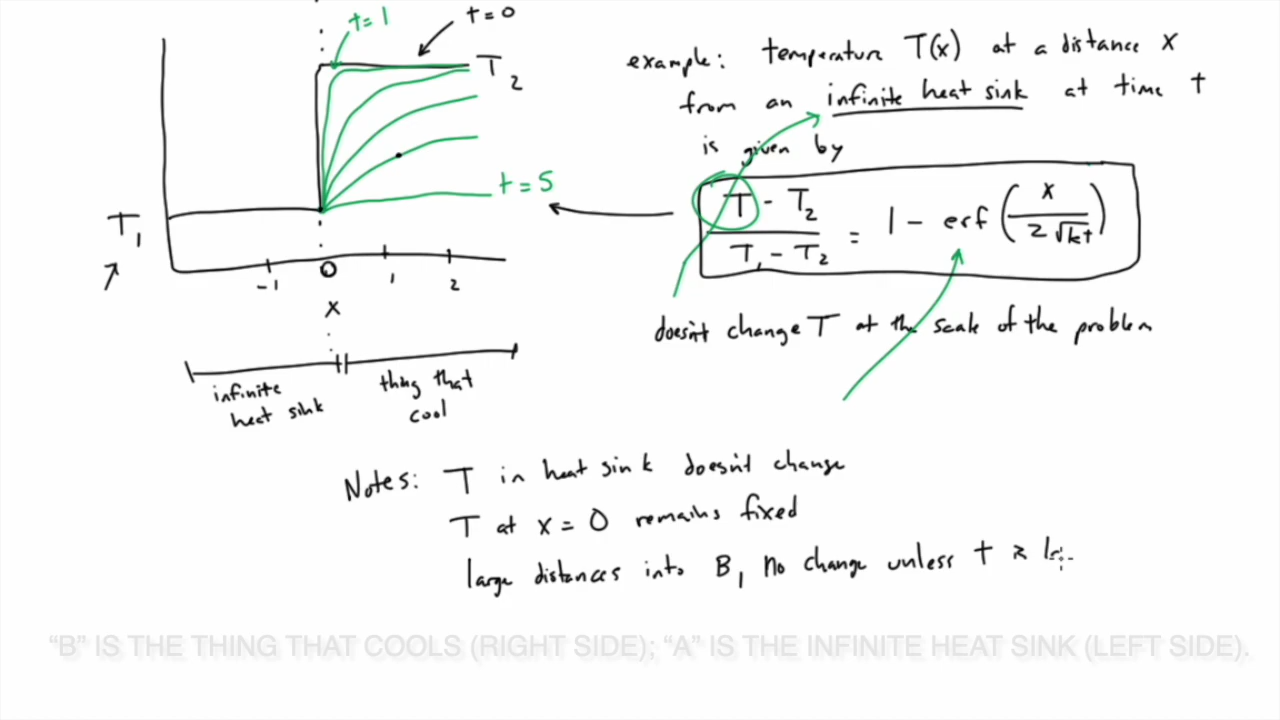 t=1
t=0
T2
t=5
T1
-1 0 1 2
x
infinite
heat sink
thing that
cool
example: temperature T(x) at a distance x
from an infinite heat sink at time t
is given by
(T - T2)/(T1 - T2) = 1 - erf (x/(2√kt))
doesn't change T at the scale of the problem
Notes: T in heat sink doesn't change
T at x = 0 remains fixed
large distances into B, no change unless t
“B” IS THE THING THAT COOLS (RIGHT SIDE); “A” IS THE INFINITE HEAT SINK (LEFT SIDE).